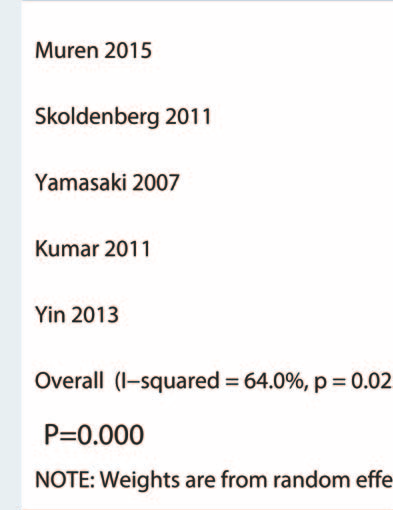 Muren 2015
Skoldenberg 2011
Yamasaki 2007
Kumar 2011
Yin 2013
Overall (I−squared = 64.0%, p = 0.02
P=0.000
NOTE: Weights are from random effe